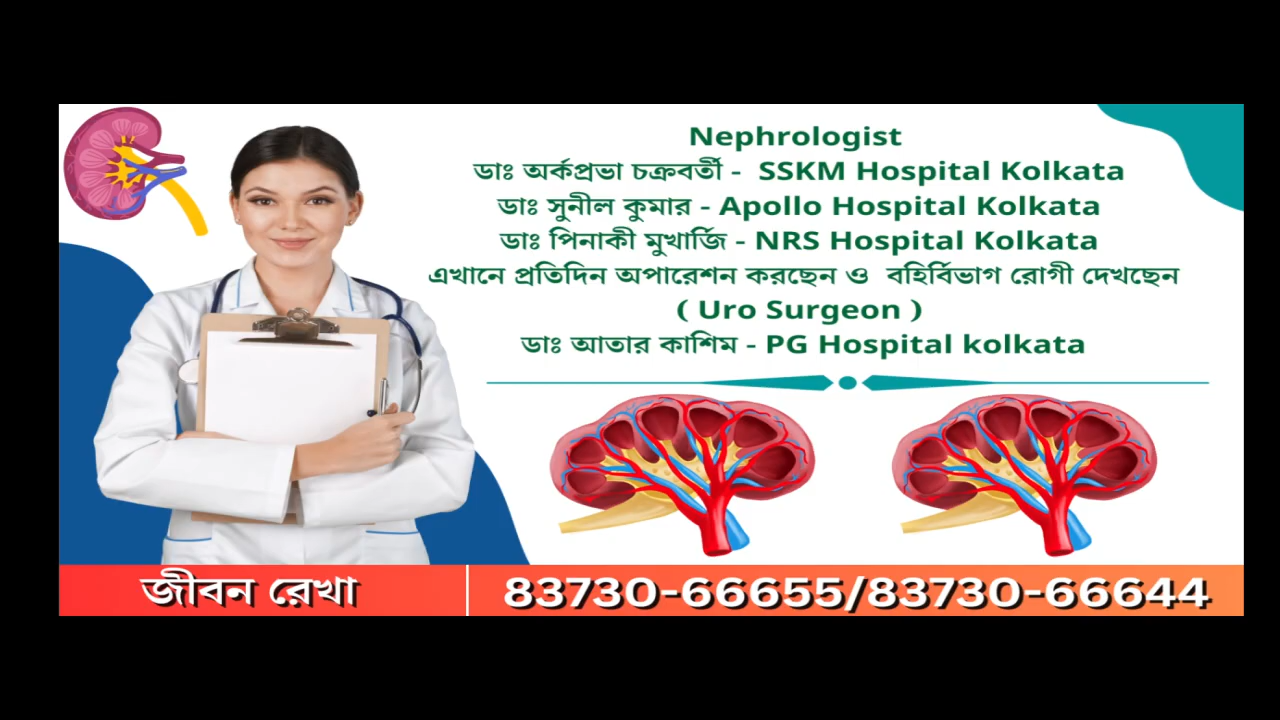 Nephrologist
ডাঃ অর্কপ্রভা চক্রবর্তী - SSKM Hospital Kolkata
ডাঃ সুনীল কুমার - Apollo Hospital Kolkata
ডাঃ পিনাকী মুখার্জি - NRS Hospital Kolkata
এখানে প্রতিদিন অপারেশন করছেন ও বহির্বিভাগ রোগী দেখছেন
( Uro Surgeon )
ডাঃ আতার কাশিম - PG Hospital kolkata
জীবন রেখা
83730-66655/83730-66644